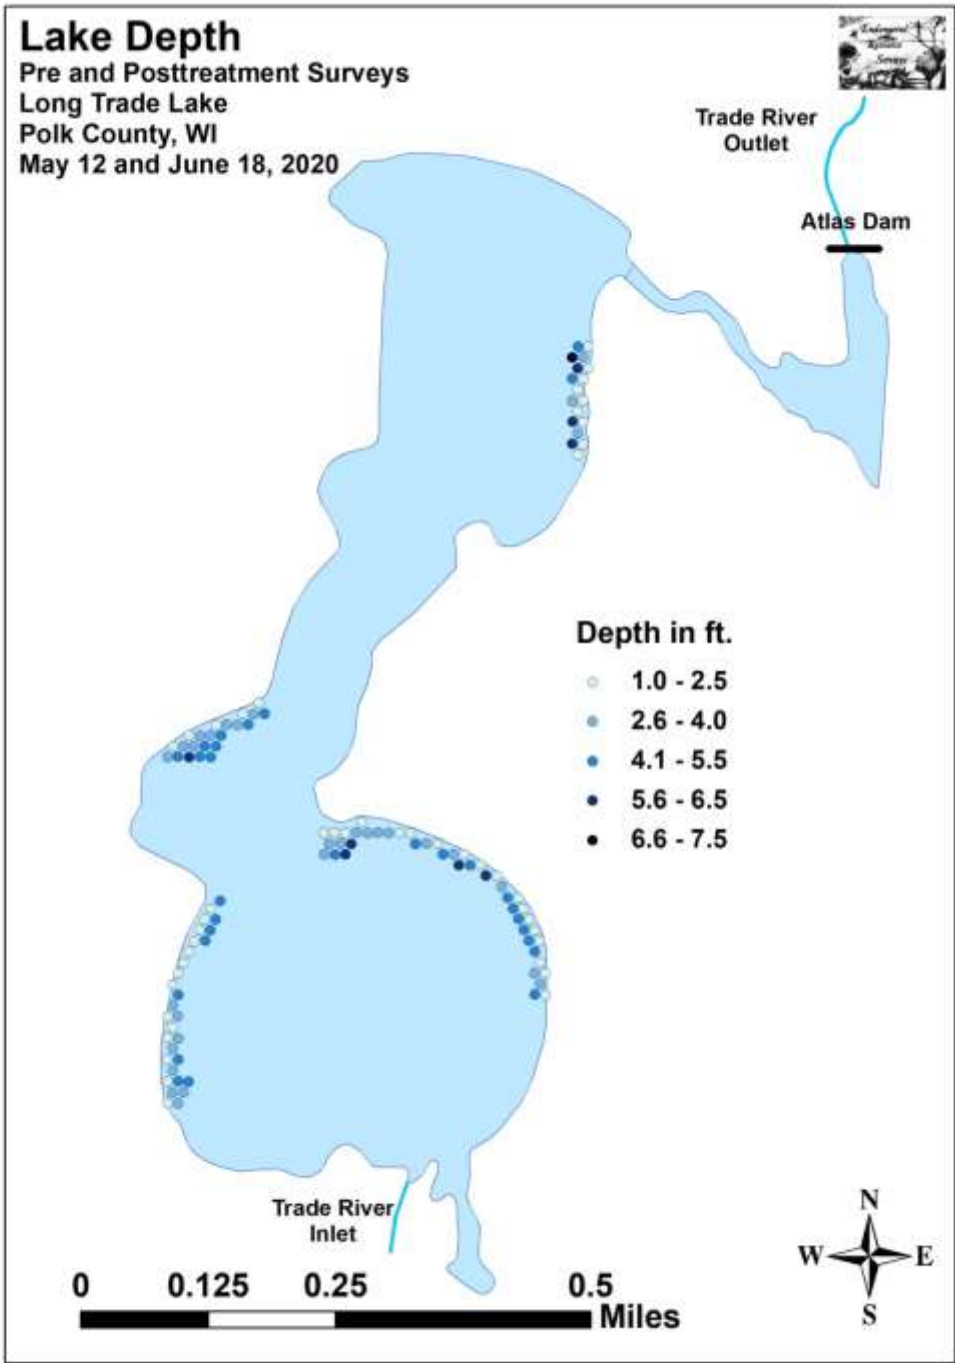 Lake Depth
Pre and Posttreatment Surveys
Long Trade Lake
Polk County, WI
May 12 and June 18, 2020
Endangered
Resource
Services
Trade River
Outlet
Atlas Dam
Depth in ft.
1.0 - 2.5
2.6 - 4.0
4.1 - 5.5
5.6 - 6.5
6.6 - 7.5
Trade River
Inlet
N
W E
S
0 0.125 0.25 0.5
Miles